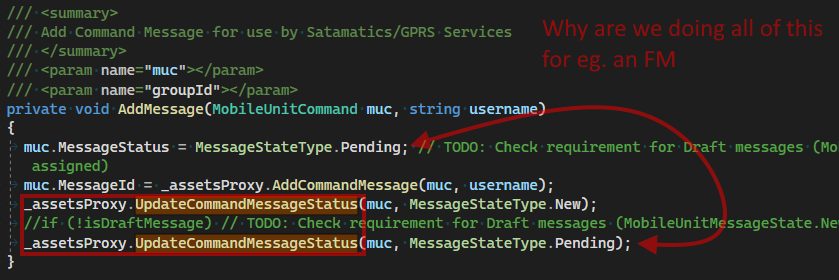 /// <summary>
/// Add Command Message for use by Satamatics/GPRS Services
/// </summary>
/// <param name="muc"></param>
/// <param name="groupId"></param>
Why are we doing all of this
for eg. an FM
private void AddMessage(MobileUnitCommand muc, string username)
{
muc.MessageStatus = MessageStateType.Pending; // TODO: Check requirement for Draft messages (Mo
assigned)
muc.MessageId = _assetsProxy.AddCommandMessage(muc, username);
_assetsProxy.UpdateCommandMessageStatus(muc, MessageStateType.New);
//if (!isDraftMessage) // TODO: Check requirement for Draft messages (MobileUnitMessageState.Ne
_assetsProxy.UpdateCommandMessageStatus(muc, MessageStateType.Pending);
}